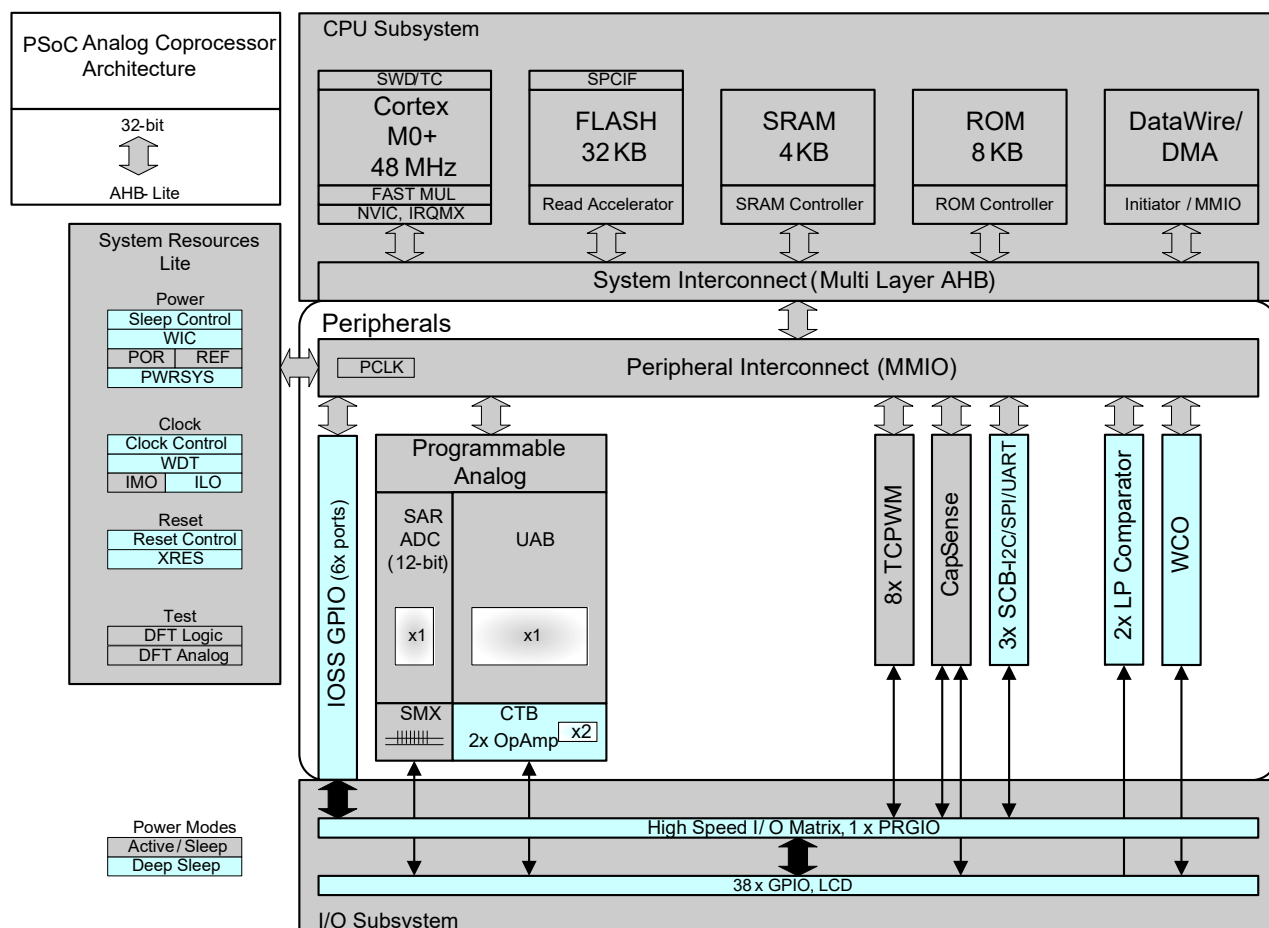 PSoC Analog Coprocessor
Architecture
32-bit
AHB- Lite
CPU Subsystem
SWD/TC
Cortex
M0+
48 MHz
FAST MUL
NVIC, IRQMX
SPCIF
FLASH
32 KB
Read Accelerator
SRAM
4 KB
SRAM Controller
ROM
8 KB
ROM Controller
DataWire/
DMA
Initiator / MMIO
System Interconnect (Multi Layer AHB)
System Resources
Lite
Power
Sleep Control
WIC
POR REF
PWRSYS
Clock
Clock Control
WDT
IMO ILO
Reset
Reset Control
XRES
Test
DFT Logic
DFT Analog
Peripherals
PCLK
Peripheral Interconnect (MMIO)
IOSS GPIO (6x ports)
Programmable
Analog
SAR
ADC
(12-bit)
x1
UAB
x1
SMX
CTB
2x OpAmp
x2
8x TCPWM
CapSense
3x SCB-I2C/SPI/UART
2x LP Comparator
WCO
Power Modes
Active / Sleep
Deep Sleep
High Speed I/ O Matrix, 1 x PRGIO
38 x GPIO, LCD
I/O Subsystem